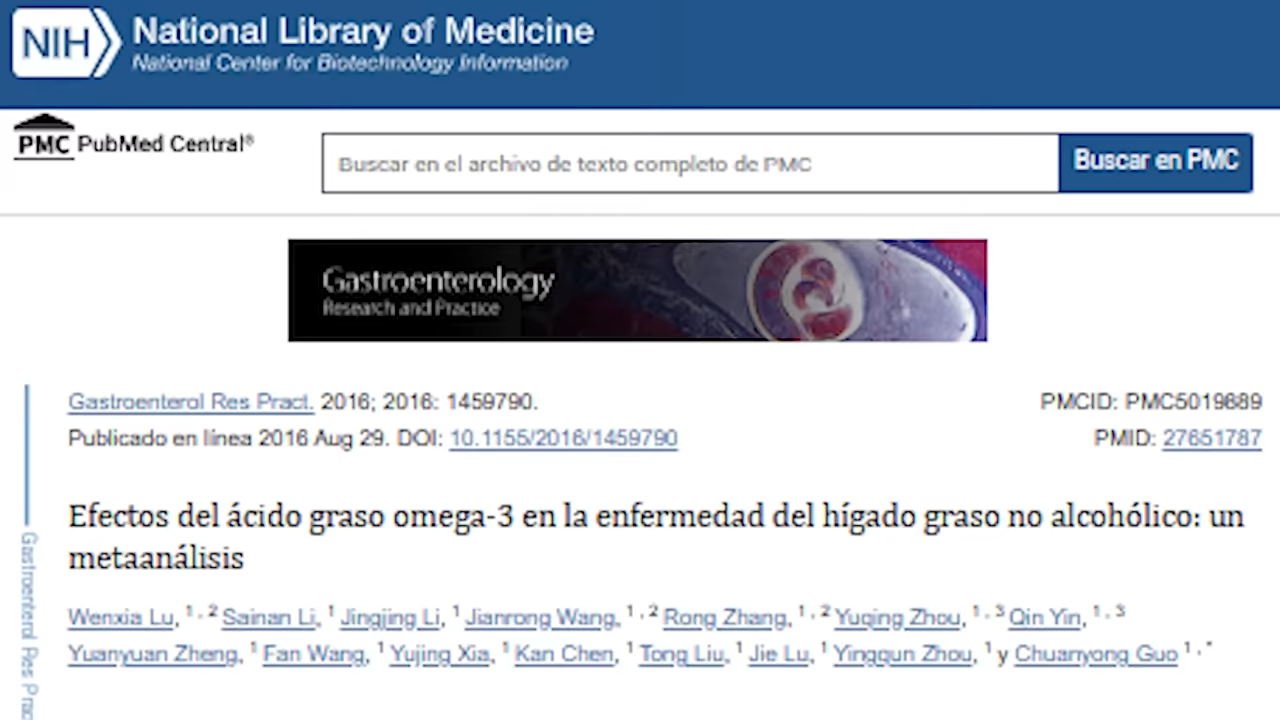 NIH National Library of Medicine
National Center for Biotechnology Information
PMC PubMed Central®
Buscar en el archivo de texto completo de PMC
Buscar en PMC
Gastroenterology
Research and Practice
Gastroenterol Res Pract. 2016; 2016: 1459790.
PMCID: PMC5019889
Publicado en línea 2016 Aug 29. DOI: 10.1155/2016/1459790
PMID: 27651787
Efectos del ácido graso omega-3 en la enfermedad del hígado graso no alcohólico: un
metaanálisis
Wenxia Lu, 1, 2 Sainan Li, 1 Jingjing Li, 1 Jianrong Wang, 1, 2 Rong Zhang, 1, 2 Yuqing Zhou, 1, 3 Qin Yin, 1, 3
Yuanyuan Zheng, 1 Fan Wang, 1 Yujing Xia, 1 Kan Chen, 1 Tong Liu, 1 Jie Lu, 1 Yingqun Zhou, 1 y Chuanyong Guo 1, *
Gastroenterol Res Prac